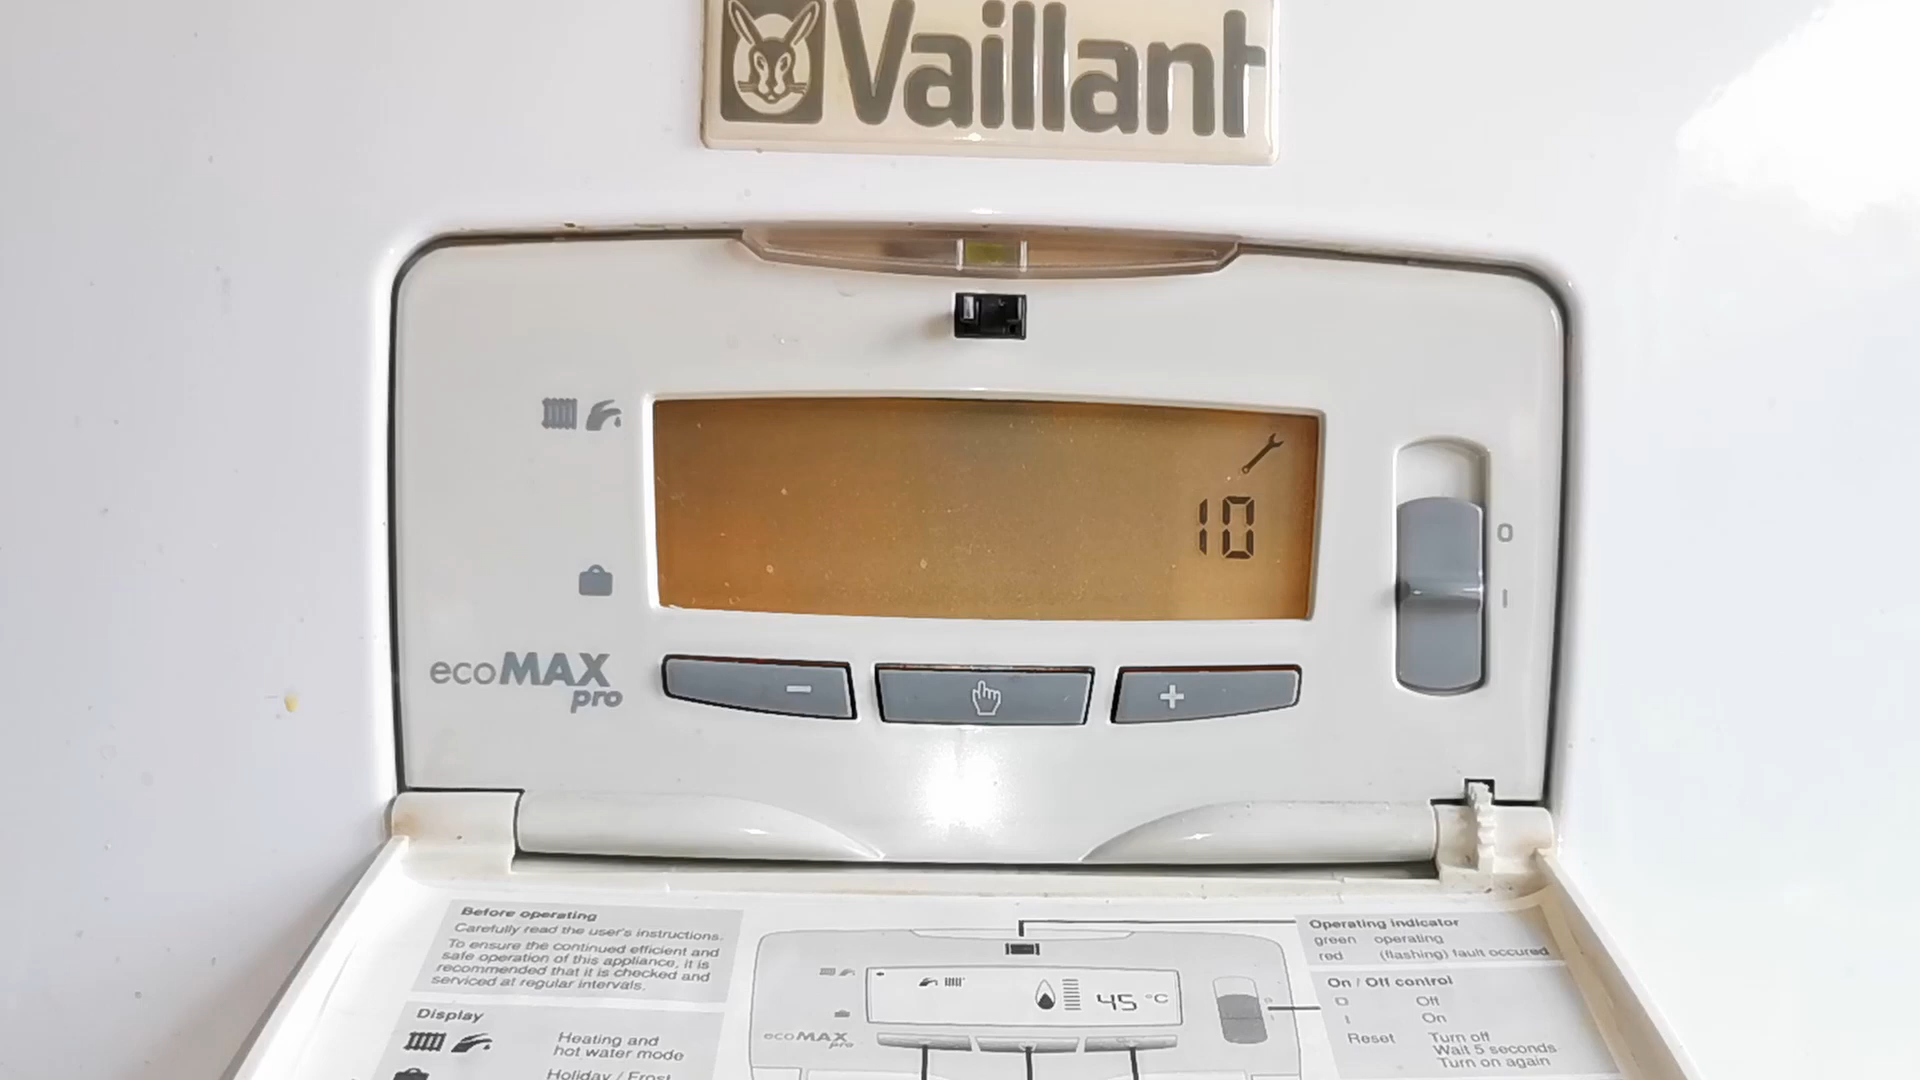 Vaillant
10
O
I
ecoMAX
pro
-
+
Before operating
Carefully read the user's instructions.
To ensure the continued efficient and
safe operation of this appliance, it is
recommended that it is checked and
serviced at regular intervals.
Display
Heating and
hot water mode
Holiday / Frost
45 °C
ecoMAX
pro
Operating indicator
green operating
red (flashing) fault occured
On / Off control
O Off
I On
Reset Turn off
Wait 5 seconds
Turn on again